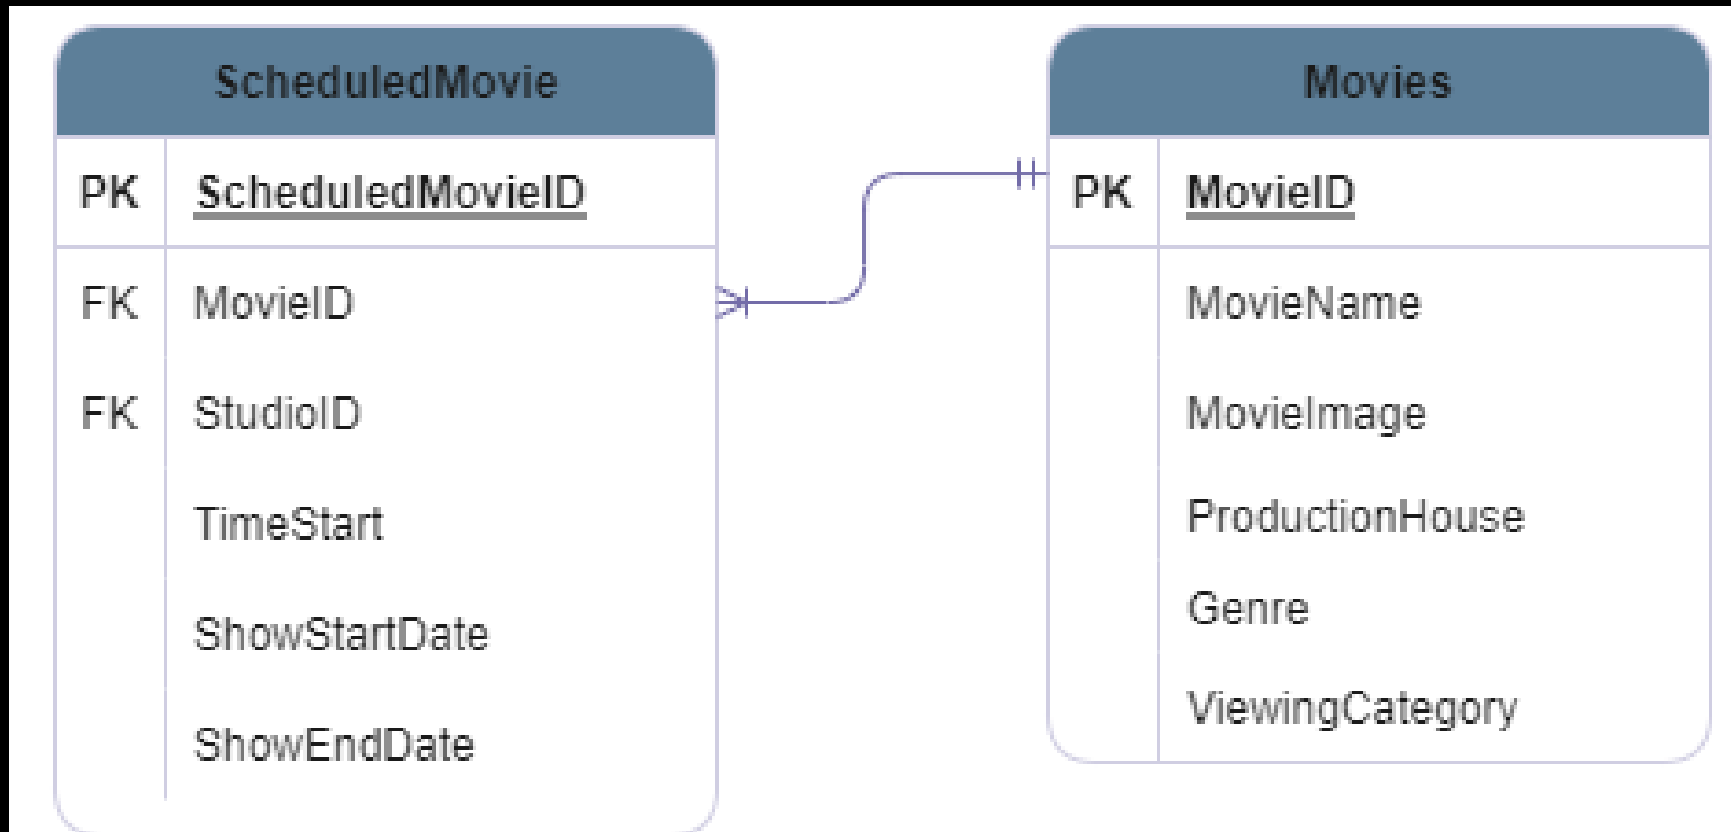 ScheduledMovie
PK ScheduledMovieID
FK MovieID
FK StudioID
TimeStart
ShowStartDate
ShowEndDate
Movies
PK MovieID
MovieName
MovieImage
ProductionHouse
Genre
ViewingCategory